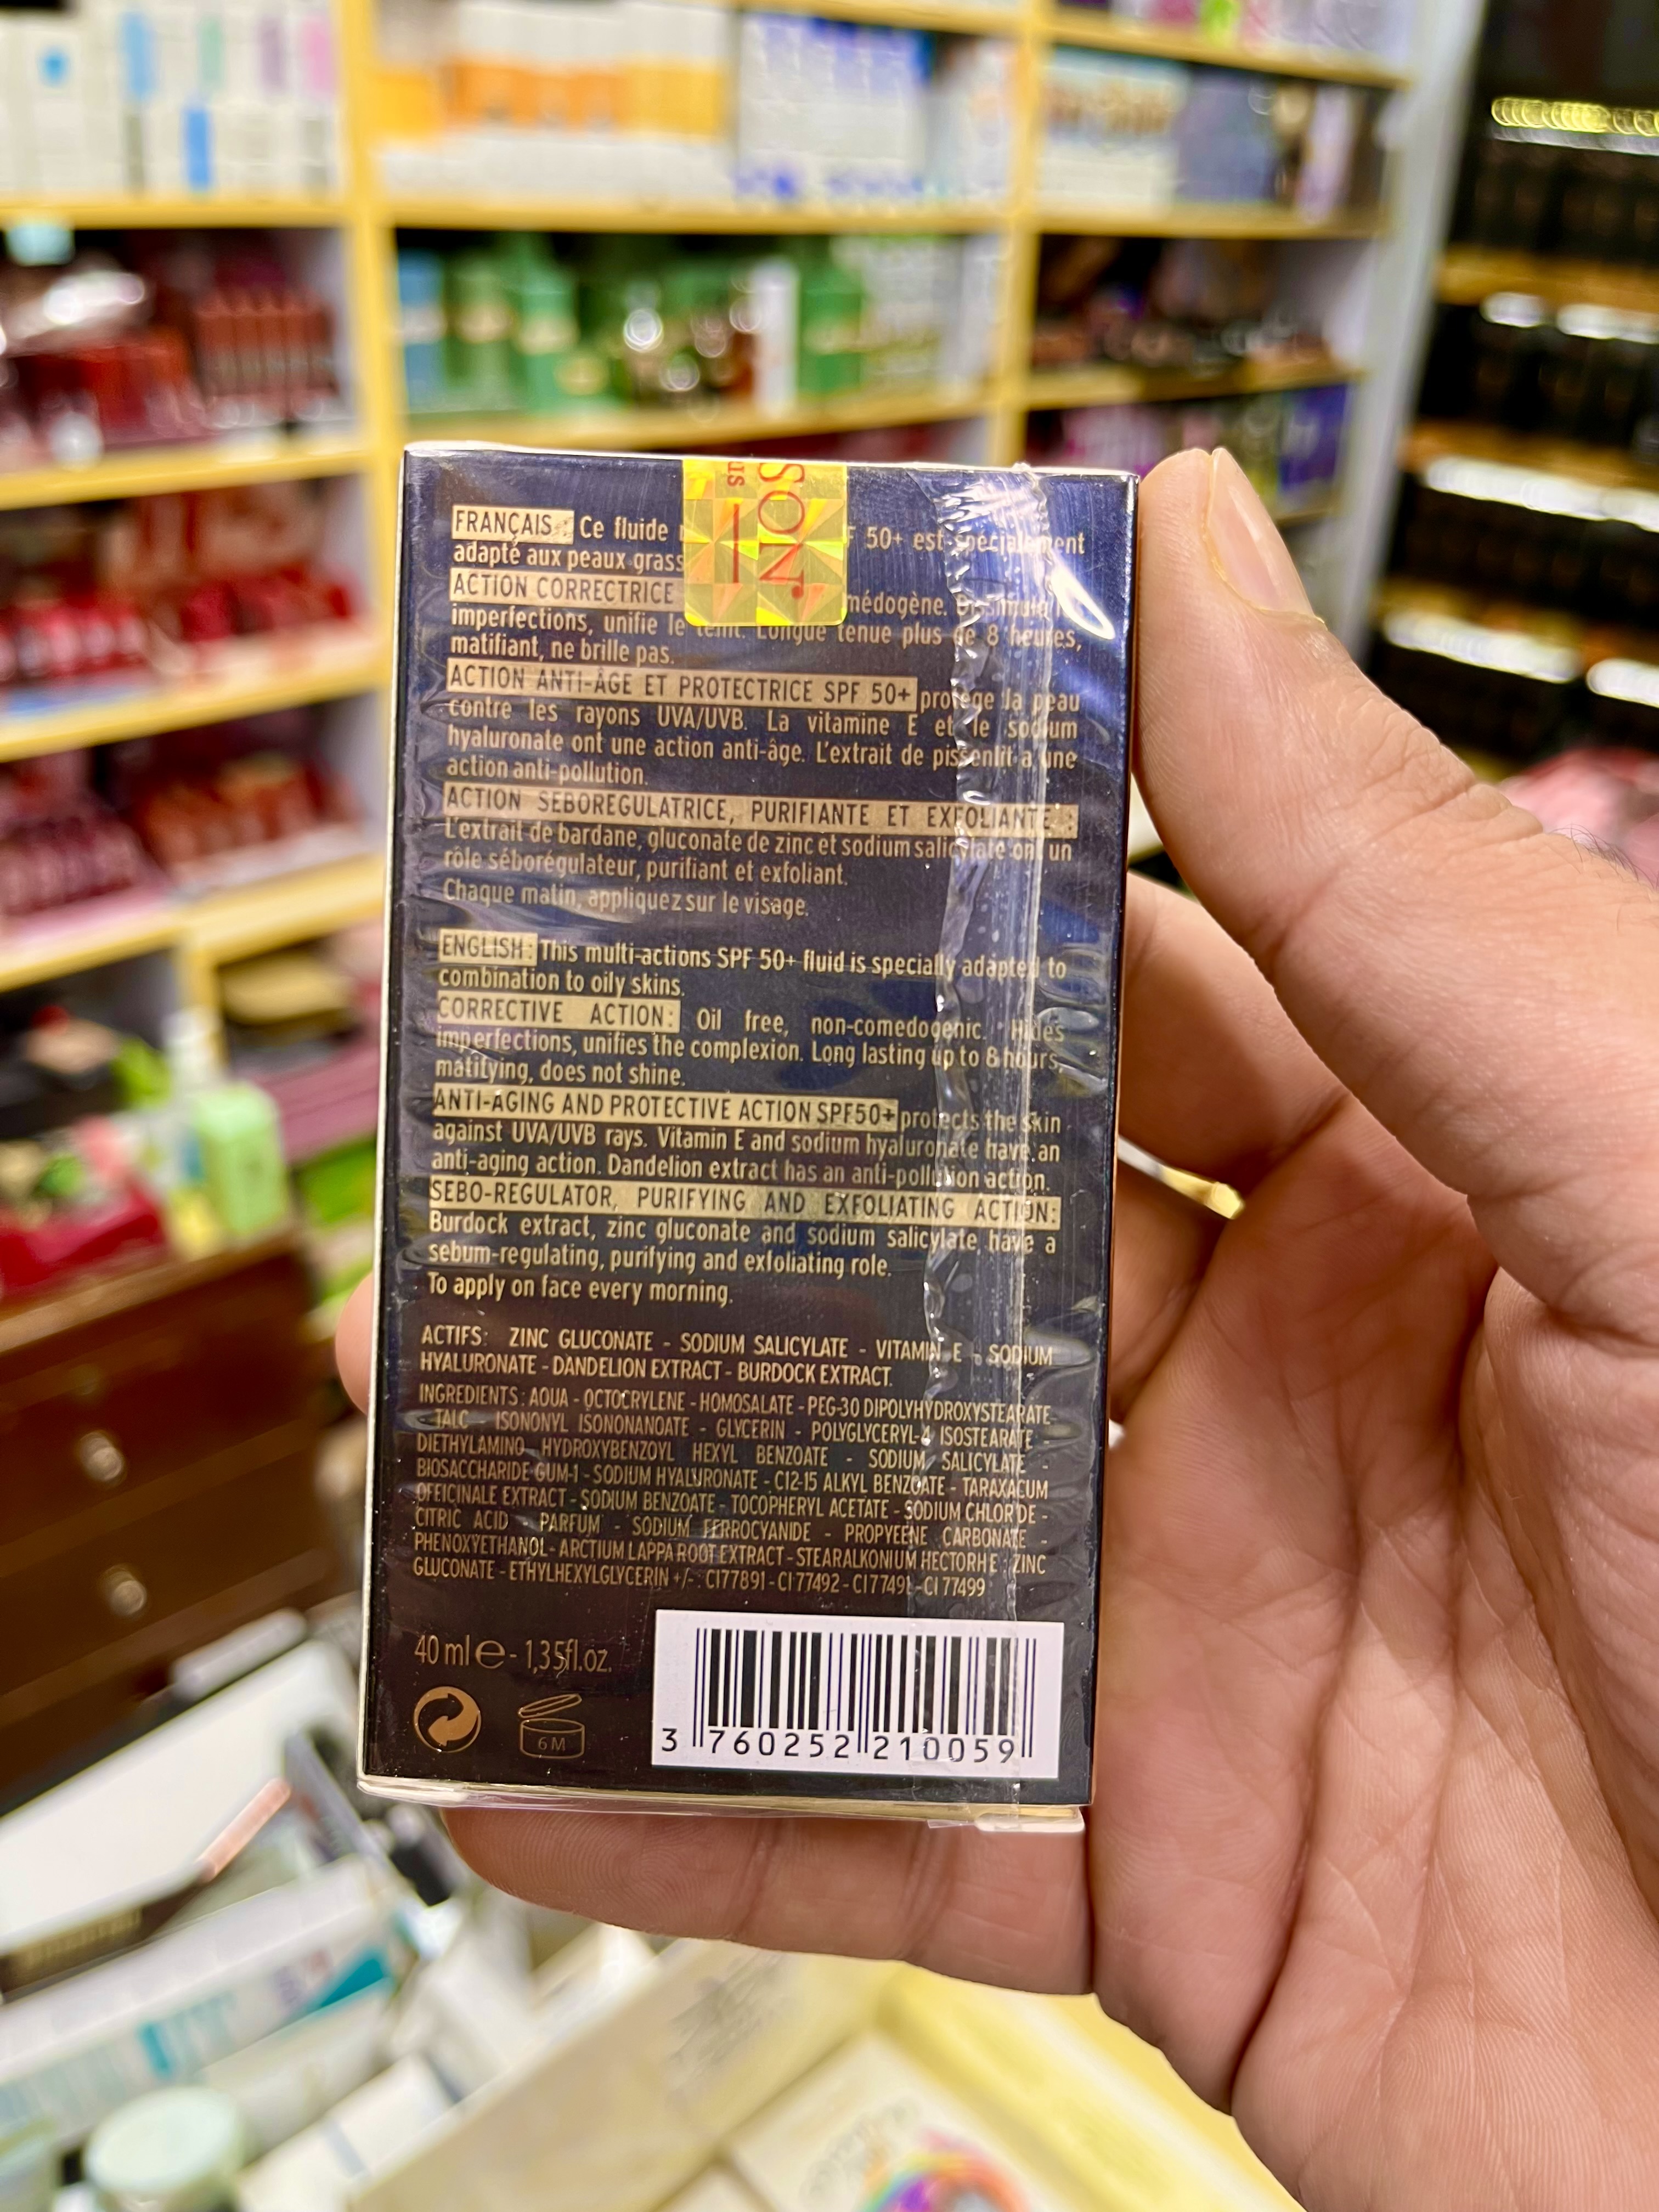 FRANÇAIS: Ce fluide 50+ est spécialement
adapté aux peaux grass
ACTION CORRECTRICE médogène.
imperfections, unifie le teint. Longue tenue plus de 8 heures,
matifiant, ne brille pas.
ACTION ANTI-ÂGE ET PROTECTRICE SPF 50+ protège la peau
contre les rayons UVA/UVB. La vitamine E et le sodium
hyaluronate ont une action anti-âge. L'extrait de pissenlit a une
action anti-pollution.
ACTION SEBOREGULATRICE, PURIFIANTE ET EXFOLIANTE :
L'extrait de bardane, gluconate de zinc et sodium salicylate ont un
rôle séborégulateur, purifiant et exfoliant.
Chaque matin, appliquez sur le visage.
ENGLISH: This multi-actions SPF 50+ fluid is specially adapted to
combination to oily skins.
CORRECTIVE ACTION: Oil free, non-comedogenic. Hides
imperfections, unifies the complexion. Long lasting up to 8 hours,
matifying, does not shine.
ANTI-AGING AND PROTECTIVE ACTION SPF50+ protects the skin
against UVA/UVB rays. Vitamin E and sodium hyaluronate have an
anti-aging action. Dandelion extract has an anti-pollution action.
SEBO-REGULATOR, PURIFYING AND EXFOLIATING ACTION:
Burdock extract, zinc gluconate and sodium salicylate have a
sebum-regulating, purifying and exfoliating role.
To apply on face every morning.
ACTIFS: ZINC GLUCONATE - SODIUM SALICYLATE - VITAMIN E - SODIUM
HYALURONATE - DANDELION EXTRACT - BURDOCK EXTRACT.
INGREDIENTS: AQUA - OCTOCRYLENE - HOMOSALATE - PEG-30 DIPOLYHYDROXYSTEARATE
- TALC - ISONONYL ISONONANOATE - GLYCERIN - POLYGLYCERYL-4 ISOSTEARATE -
DIETHYLAMINO HYDROXYBENZOYL HEXYL BENZOATE - SODIUM SALICYLATE -
BIOSACCHARIDE GUM-1 - SODIUM HYALURONATE - C12-15 ALKYL BENZOATE - TARAXACUM
OFFICINALE EXTRACT - SODIUM BENZOATE - TOCOPHERYL ACETATE - SODIUM CHLORIDE -
CITRIC ACID - PARFUM - SODIUM FERROCYANIDE - PROPYLENE CARBONATE -
PHENOXYETHANOL - ARCTIUM LAPPA ROOT EXTRACT - STEARALKONIUM HECTORITE - ZINC
GLUCONATE - ETHYLHEXYLGLYCERIN +/- : CI77891 - CI77492 - CI77491 - CI77499
40 ml e - 1,35fl.oz.
6M
3 760252 210059